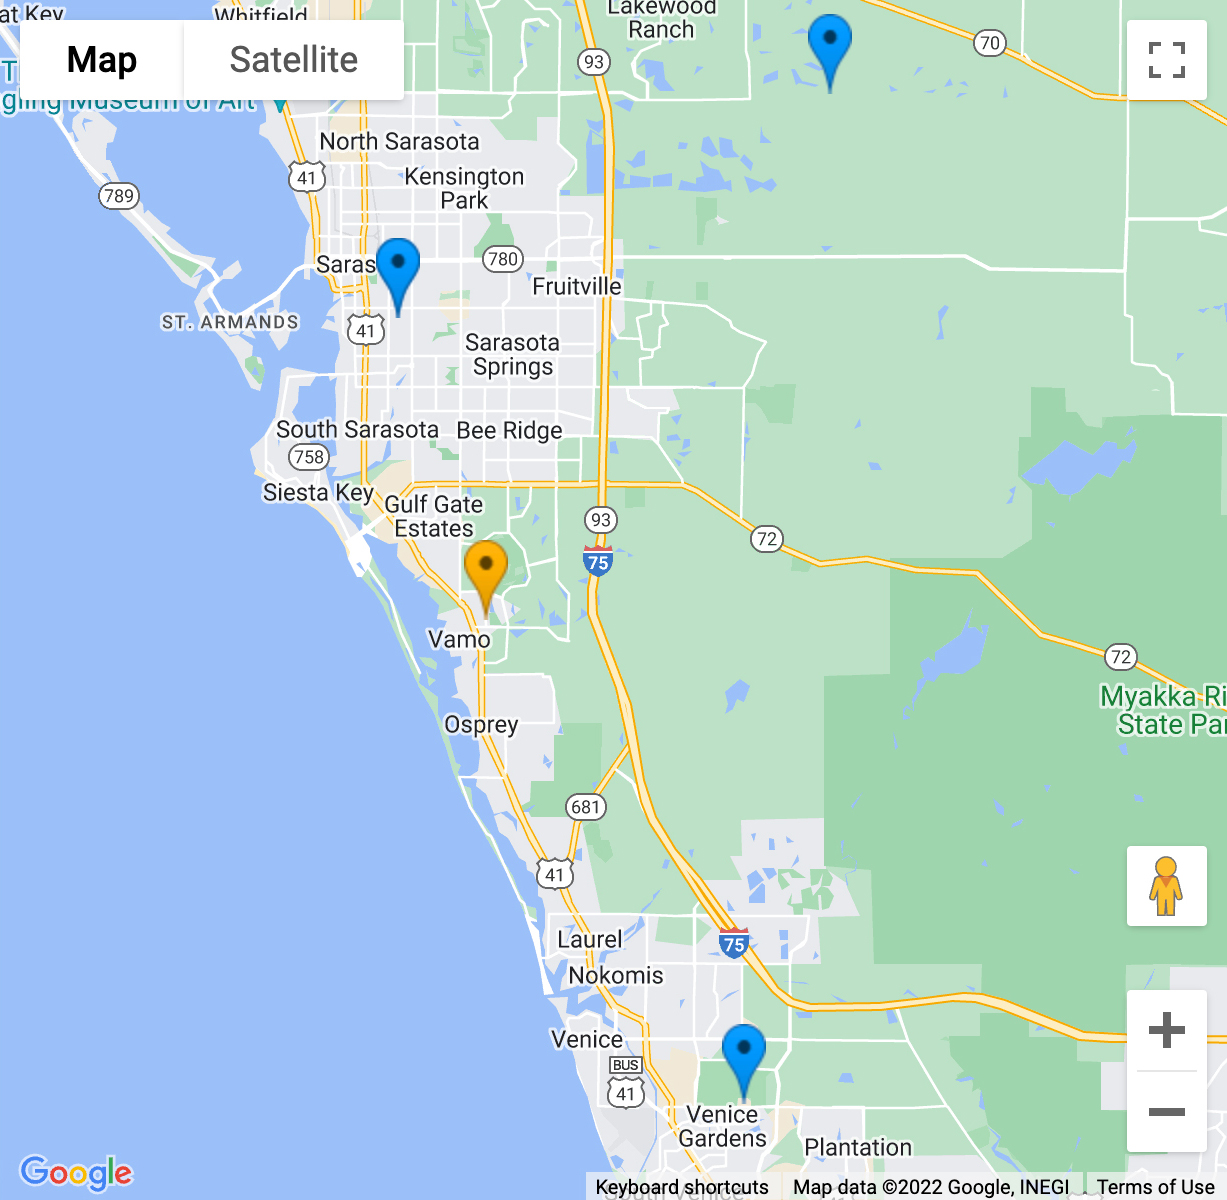 at Key
Whitfield
Lakewood
Ranch
Map
Satellite
70
93
T
gling Museum of Art
North Sarasota
41
Kensington
Park
789
780
Saras
Fruitville
ST. ARMANDS
41
Sarasota
Springs
South Sarasota
Bee Ridge
758
Siesta Key
Gulf Gate
Estates
93
72
75
Vamo
72
Myakka Ri
State Par
Osprey
681
41
Laurel
75
Nokomis
Venice
BUS
41
Venice
Gardens
Plantation
Google
South Venice
Keyboard shortcuts
Map data ©2022 Google, INEGI
Terms of Use